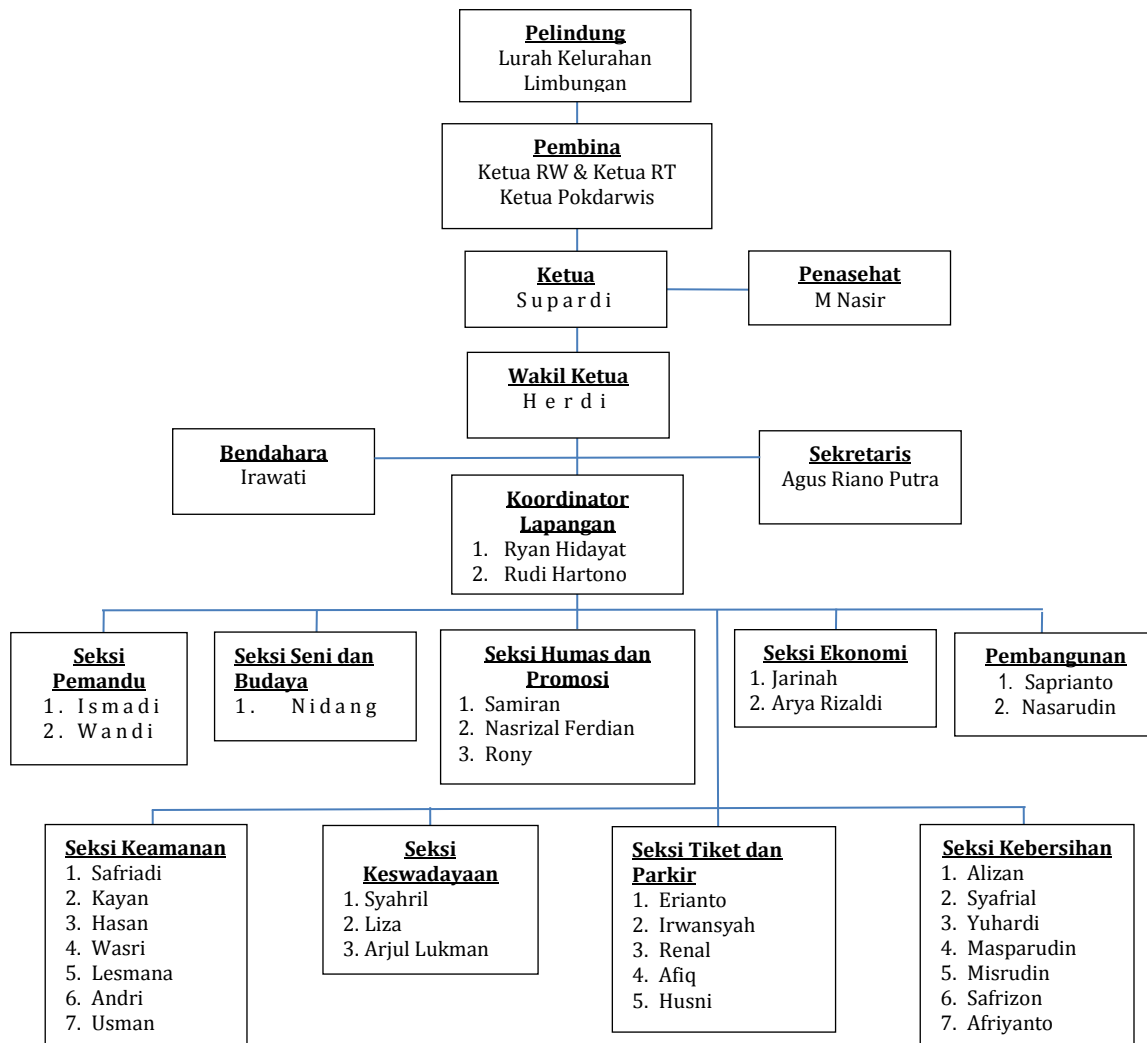 Pelindung
Lurah Kelurahan
Limbungan
Pembina
Ketua RW & Ketua RT
Ketua Pokdarwis
Ketua
Supardi
Penasehat
M Nasir
Wakil Ketua
Herdi
Bendahara
Irawati
Sekretaris
Agus Riano Putra
Koordinator
Lapangan
1. Ryan Hidayat
2. Rudi Hartono
Seksi
Pemandu
1. Ismadi
2. Wandi
Seksi Seni dan
Budaya
1. Nidang
Seksi Humas dan
Promosi
1. Samiran
2. Nasrizal Ferdian
3. Rony
Seksi Ekonomi
1. Jarinah
2. Arya Rizaldi
Pembangunan
1. Saprianto
2. Nasarudin
Seksi Keamanan
1. Safriadi
2. Kayan
3. Hasan
4. Wasri
5. Lesmana
6. Andri
7. Usman
Seksi
Keswadayaan
1. Syahril
2. Liza
3. Arjul Lukman
Seksi Tiket dan
Parkir
1. Erianto
2. Irwansyah
3. Renal
4. Afiq
5. Husni
Seksi Kebersihan
1. Alizan
2. Syafrial
3. Yuhardi
4. Masparudin
5. Misrudin
6. Safrizon
7. Afriyanto